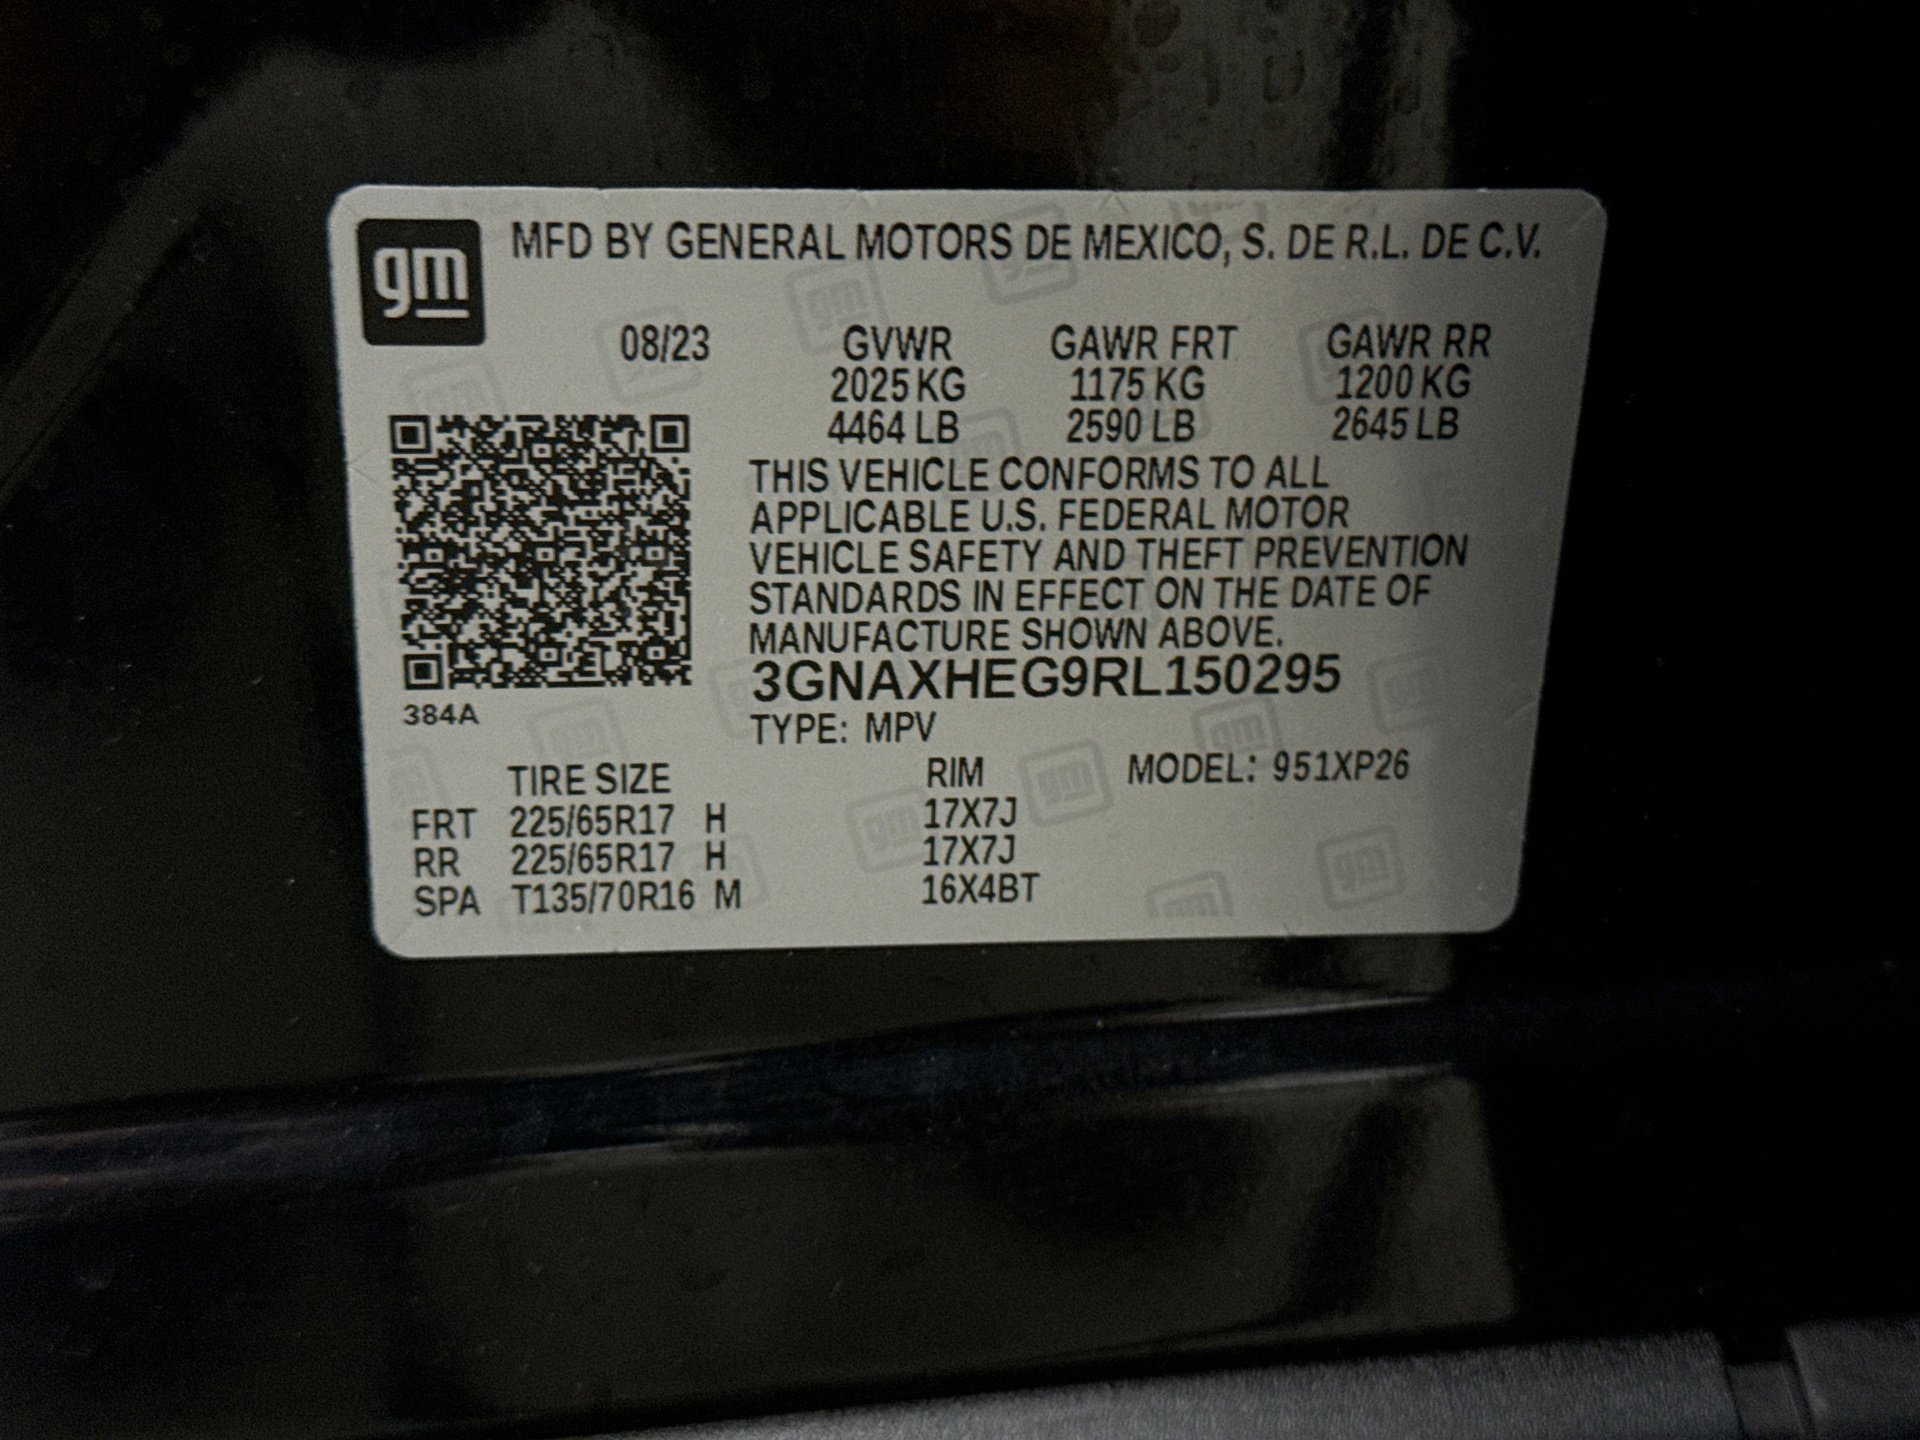 gm MFD BY GENERAL MOTORS DE MEXICO, S. DE R.L. DE C.V.
08/23 GVWR GAWR FRT GAWR RR
2025 KG 1175 KG 1200 KG
4464 LB 2590 LB 2645 LB
THIS VEHICLE CONFORMS TO ALL
APPLICABLE U.S. FEDERAL MOTOR
VEHICLE SAFETY AND THEFT PREVENTION
STANDARDS IN EFFECT ON THE DATE OF
MANUFACTURE SHOWN ABOVE.
3GNAXHEG9RL150295
384A
TYPE: MPV
TIRE SIZE RIM MODEL: 951XP26
FRT 225/65R17 H 17X7J
RR 225/65R17 H 17X7J
SPA T135/70R16 M 16X4BT